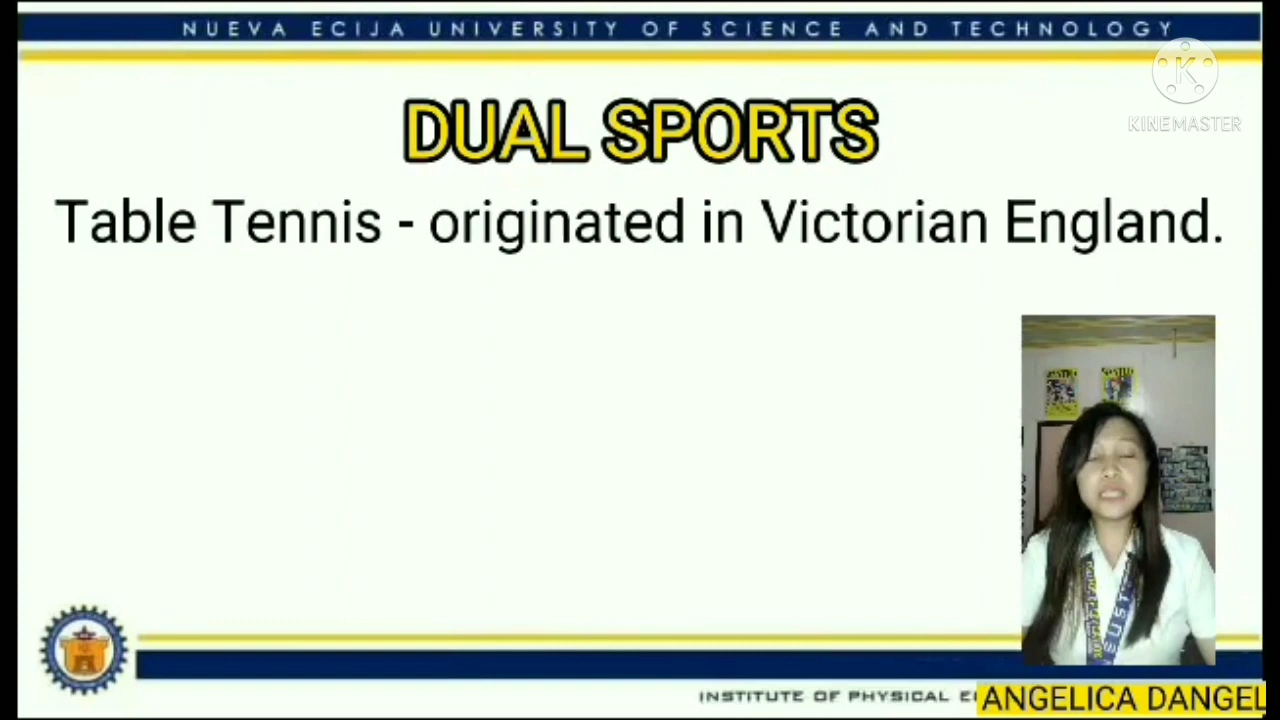 NUEVA ECIJA UNIVERSITY OF SCIENCE AND TECHNOLOGY
KINEMASTER
DUAL SPORTS
Table Tennis - originated in Victorian England.
NEUST
INSTITUTE OF PHYSICAL
ANGELICA DANGEL